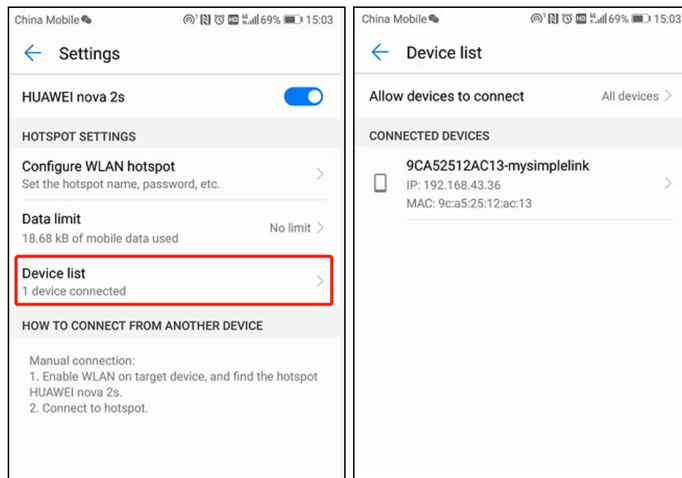 China Mobile 69% 15:03
Settings
HUAWEI nova 2s
HOTSPOT SETTINGS
Configure WLAN hotspot
Set the hotspot name, password, etc.
Data limit
18.68 kB of mobile data used
No limit
Device list
1 device connected
HOW TO CONNECT FROM ANOTHER DEVICE
Manual connection:
1. Enable WLAN on target device, and find the hotspot
HUAWEI nova 2s.
2. Connect to hotspot.
China Mobile 69% 15:03
Device list
Allow devices to connect All devices
CONNECTED DEVICES
9CA52512AC13-mysimplelink
IP: 192.168.43.36
MAC: 9c:a5:25:12:ac:13